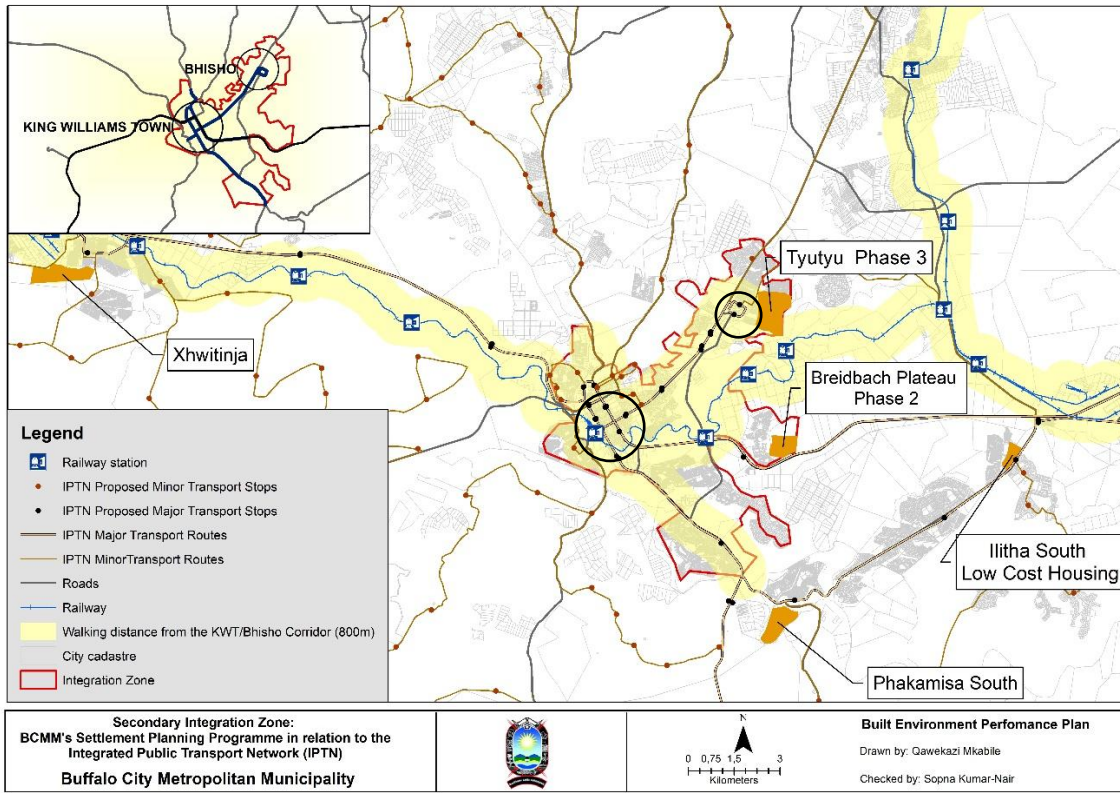 BHISHO
KING WILLIAMS TOWN
Tyutyu Phase 3
Xhwitinja
Breidbach Plateau
Phase 2
Ilitha South
Low Cost Housing
Phakamisa South
Legend
Railway station
IPTN Proposed Minor Transport Stops
IPTN Proposed Major Transport Stops
IPTN Major Transport Routes
IPTN MinorTransport Routes
Roads
Railway
Walking distance from the KWT/Bhisho Corridor (800m)
City cadastre
Integration Zone
Secondary Integration Zone:
BCMM's Settlement Planning Programme in relation to the
Integrated Public Transport Network (IPTN)
Buffalo City Metropolitan Municipality
N
0 0,75 1,5 3
Kilometers
Built Environment Perfomance Plan
Drawn by: Qawekazi Mkabile
Checked by: Sopna Kumar-Nair